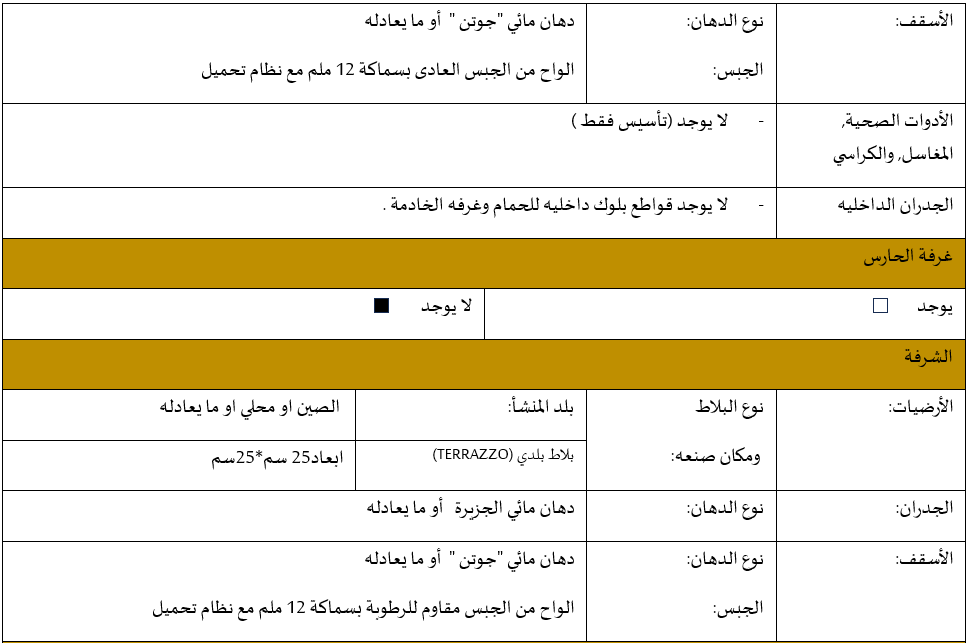 الأسقف:
نوع الدهان:
دهان مائي "جوتن " أو ما يعادله
الجبس:
الواح من الجبس العادى بسماكة 12 ملم مع نظام تحميل
الأدوات الصحية,
المغاسل, والكراسي
- لا يوجد (تأسيس فقط )
الجدران الداخليه
- لا يوجد قواطع بلوك داخليه للحمام وغرفه الخادمة .
غرفة الحارس
يوجد □
لا يوجد ■
الشرفة
الأرضيات:
نوع البلاط
ومكان صنعه:
بلد المنشأ:
الصين او محلي او ما يعادله
بلاط بلدي (TERRAZZO)
ابعاد25 سم*25سم
الجدران:
نوع الدهان:
دهان مائي الجزيرة أو ما يعادله
الأسقف:
نوع الدهان:
دهان مائي "جوتن " أو ما يعادله
الجبس:
الواح من الجبس مقاوم للرطوبة بسماكة 12 ملم مع نظام تحميل